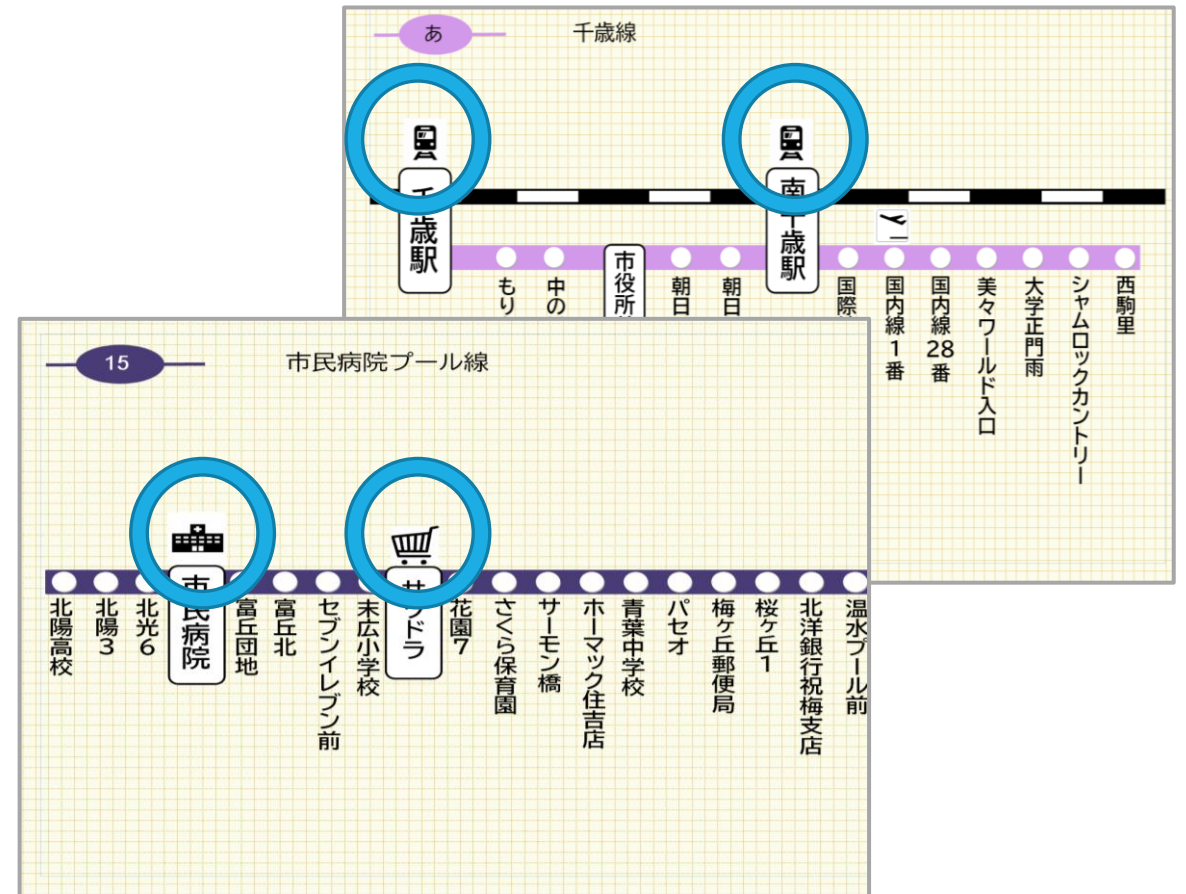 あ
千歳線
千歳駅
もり
中の
市役所
朝日
朝日
南千歳駅
国際
国内線1番
国内線28番
美々ワールド入口
大学正門雨
シャムロックカントリー
西駒里
15
市民病院プール線
北陽高校
北陽3
北光6
市民病院
富丘団地
富丘北
セブンイレブン前
末広小学校
サツドラ
花園7
さくら保育園
サーモン橋
ホーマック住吉店
青葉中学校
パセオ
梅ヶ丘郵便局
桜ヶ丘1
北洋銀行祝梅支店
温水プール前